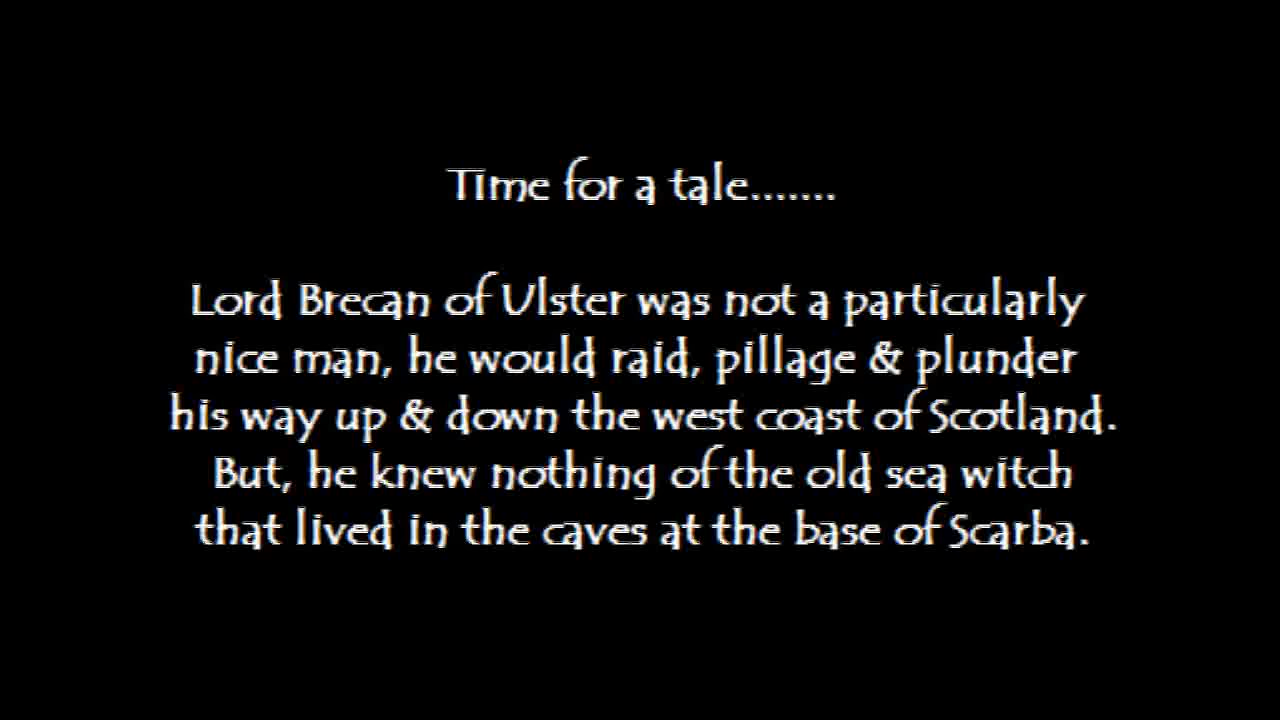 Time for a tale.......
Lord Brecan of Ulster was not a particularly
nice man, he would raid, pillage & plunder
his way up & down the west coast of Scotland.
But, he knew nothing of the old sea witch
that lived in the caves at the base of Scarba.